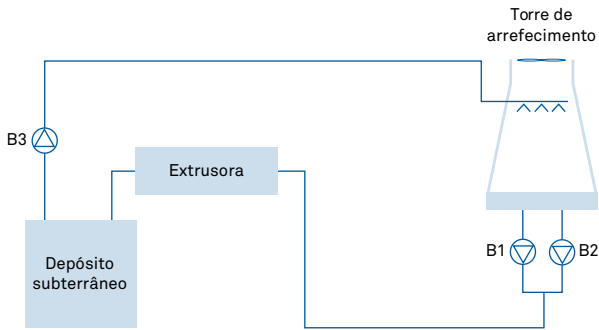 Torre de
arrefecimento
B3
Extrusora
Depósito
subterrâneo
B1
B2